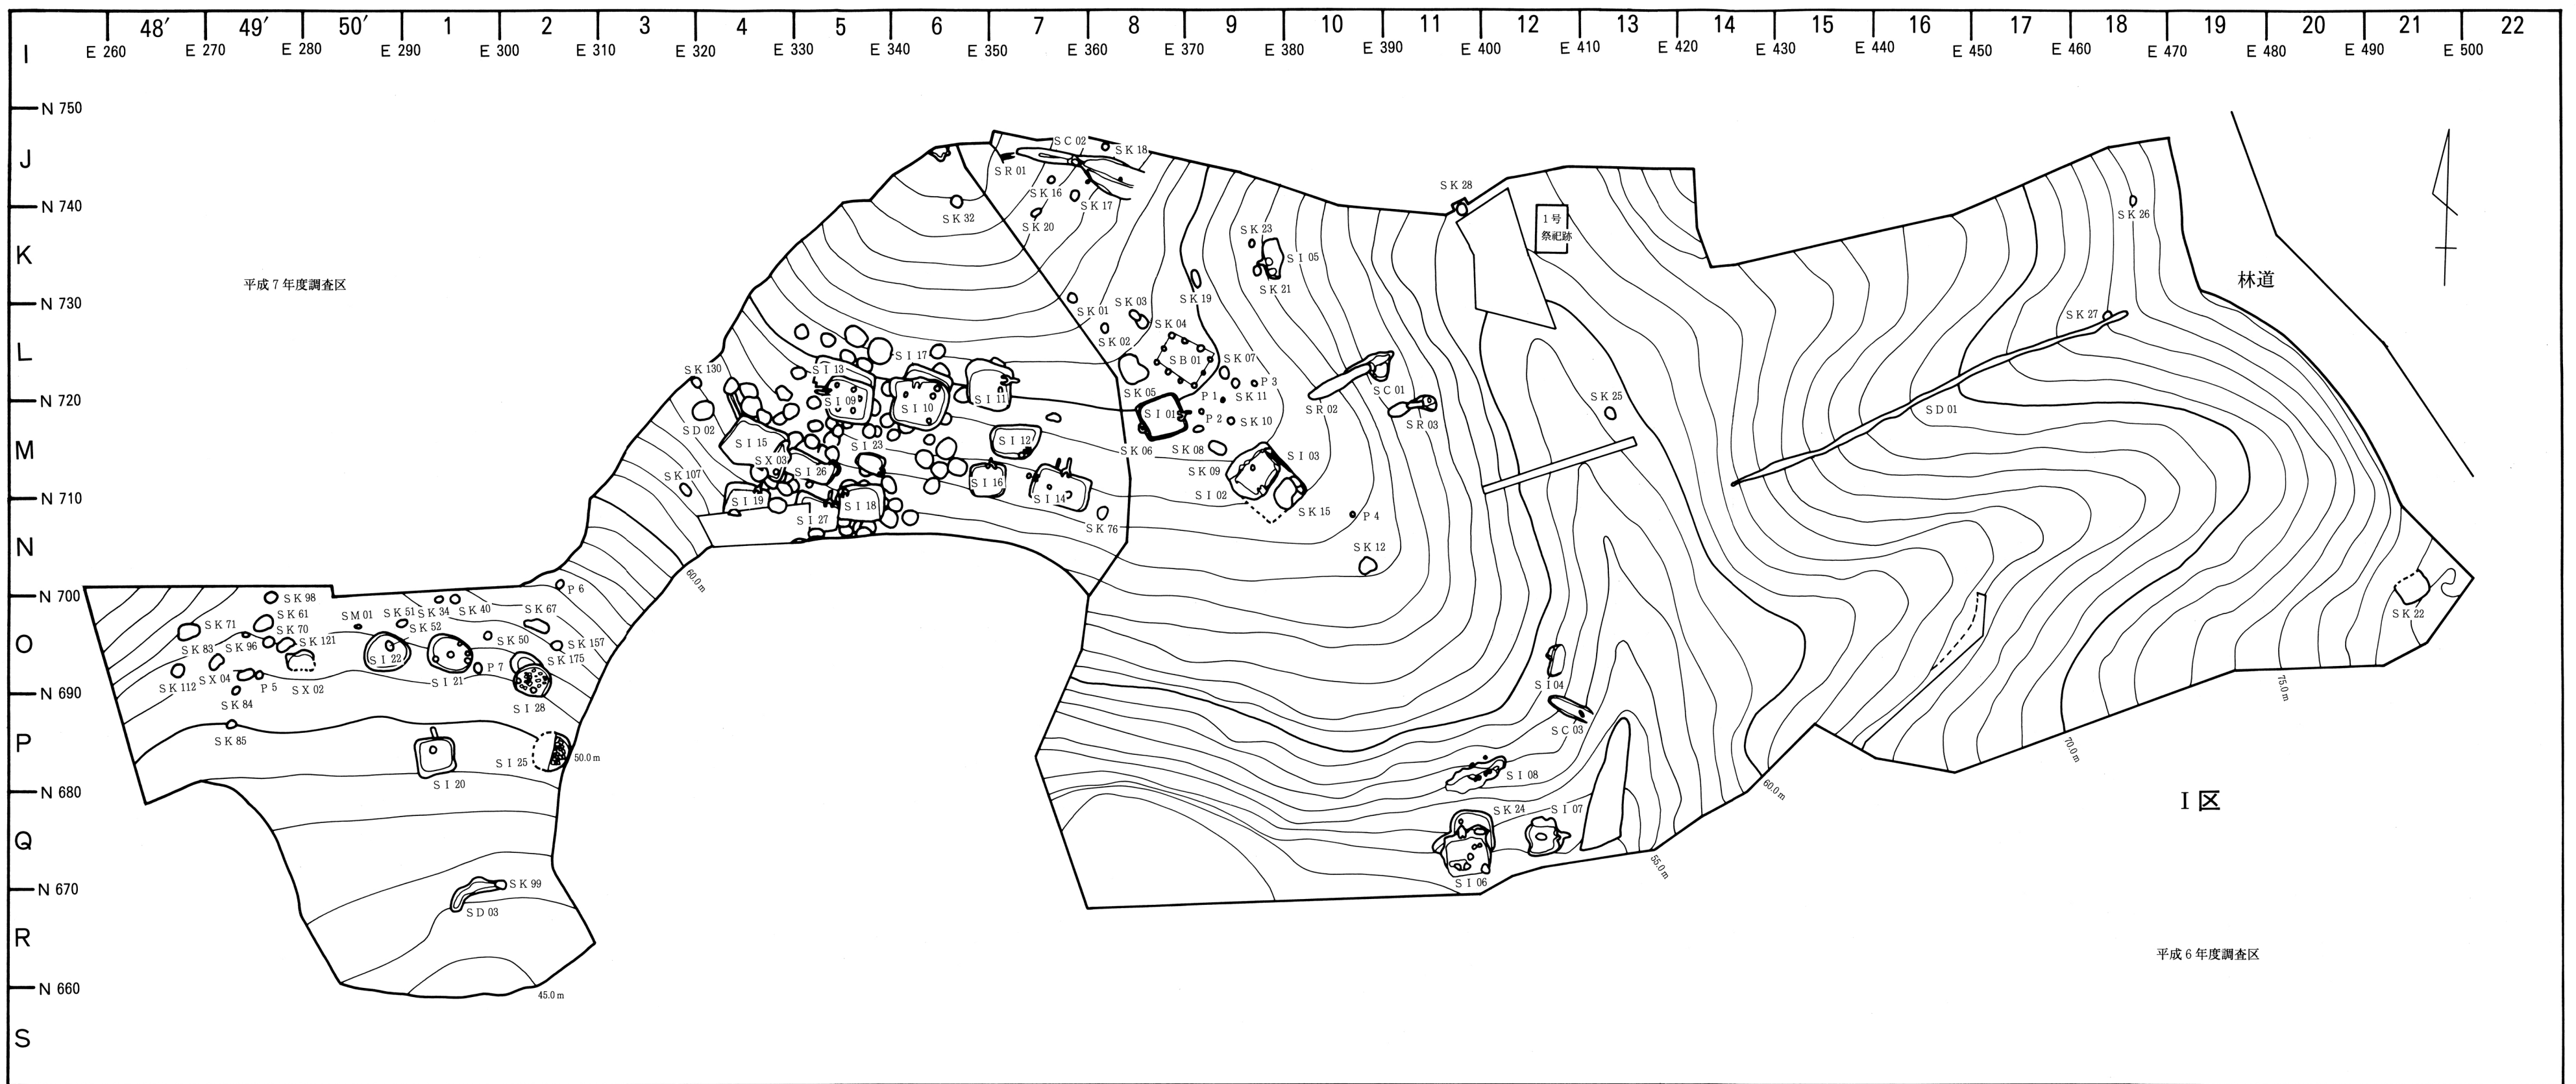 48′ 49′ 50′ 1 2 3 4 5 6 7 8 9 10 11 12 13 14 15 16 17 18 19 20 21 22
E 260 E 270 E 280 E 290 E 300 E 310 E 320 E 330 E 340 E 350 E 360 E 370 E 380 E 390 E 400 E 410 E 420 E 430 E 440 E 450 E 460 E 470 E 480 E 490 E 500
I
N 750
J
N 740
K
N 730
L
N 720
M
N 710
N
N 700
O
N 690
P
N 680
Q
N 670
R
N 660
S
平成 7 年度調査区
SC 02
SK 18
SR 01
SK 16
SK 17
SK 32
SK 20
SK 28
1 号
祭祀跡
SK 26
SK 23
SI 05
SK 21
SK 19
林道
SK 01
SK 03
SK 02
SK 04
SB 01
SK 07
SK 05
P 3
SK 11
P 1
P 2
SK 10
SI 01
SK 06
SK 08
SK 09
SI 03
SI 02
SK 15
P 4
SK 12
SR 02
SC 01
SR 03
SK 25
SK 27
SD 01
SK 22
SI 17
SI 13
SI 09
SI 10
SI 11
SK 130
SD 02
SI 15
SI 23
SI 12
SX 03
SI 26
SK 107
SI 19
SI 27
SI 18
SI 16
SI 14
SK 76
60.0 m
P 6
SK 98
SK 61
SK 70
SK 71
SM 01
SK 51
SK 34
SK 40
SK 67
SK 52
SK 50
SK 157
SK 83
SK 96
SK 121
SI 22
SK 175
P 7
SI 21
SK 112
SX 04
P 5
SX 02
SK 84
SI 28
SK 85
SI 25
50.0 m
SI 20
SK 99
SD 03
45.0 m
SI 04
SC 03
SI 08
SK 24
SI 07
SI 06
55.0 m
60.0 m
70.0 m
75.0 m
I 区
平成 6 年度調査区